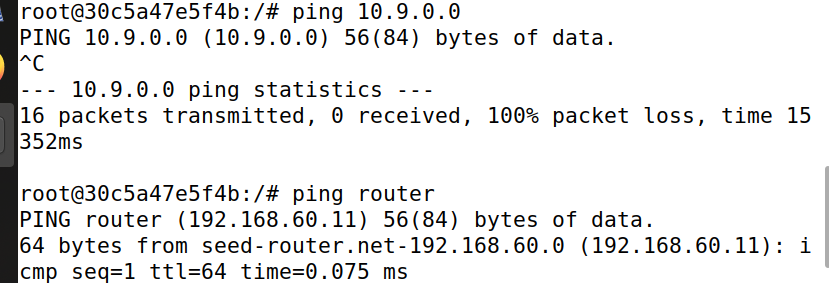 root@30c5a47e5f4b:/# ping 10.9.0.0
PING 10.9.0.0 (10.9.0.0) 56(84) bytes of data.
^C
--- 10.9.0.0 ping statistics ---
16 packets transmitted, 0 received, 100% packet loss, time 15
352ms

root@30c5a47e5f4b:/# ping router
PING router (192.168.60.11) 56(84) bytes of data.
64 bytes from seed-router.net-192.168.60.0 (192.168.60.11): i
cmp seq=1 ttl=64 time=0.075 ms